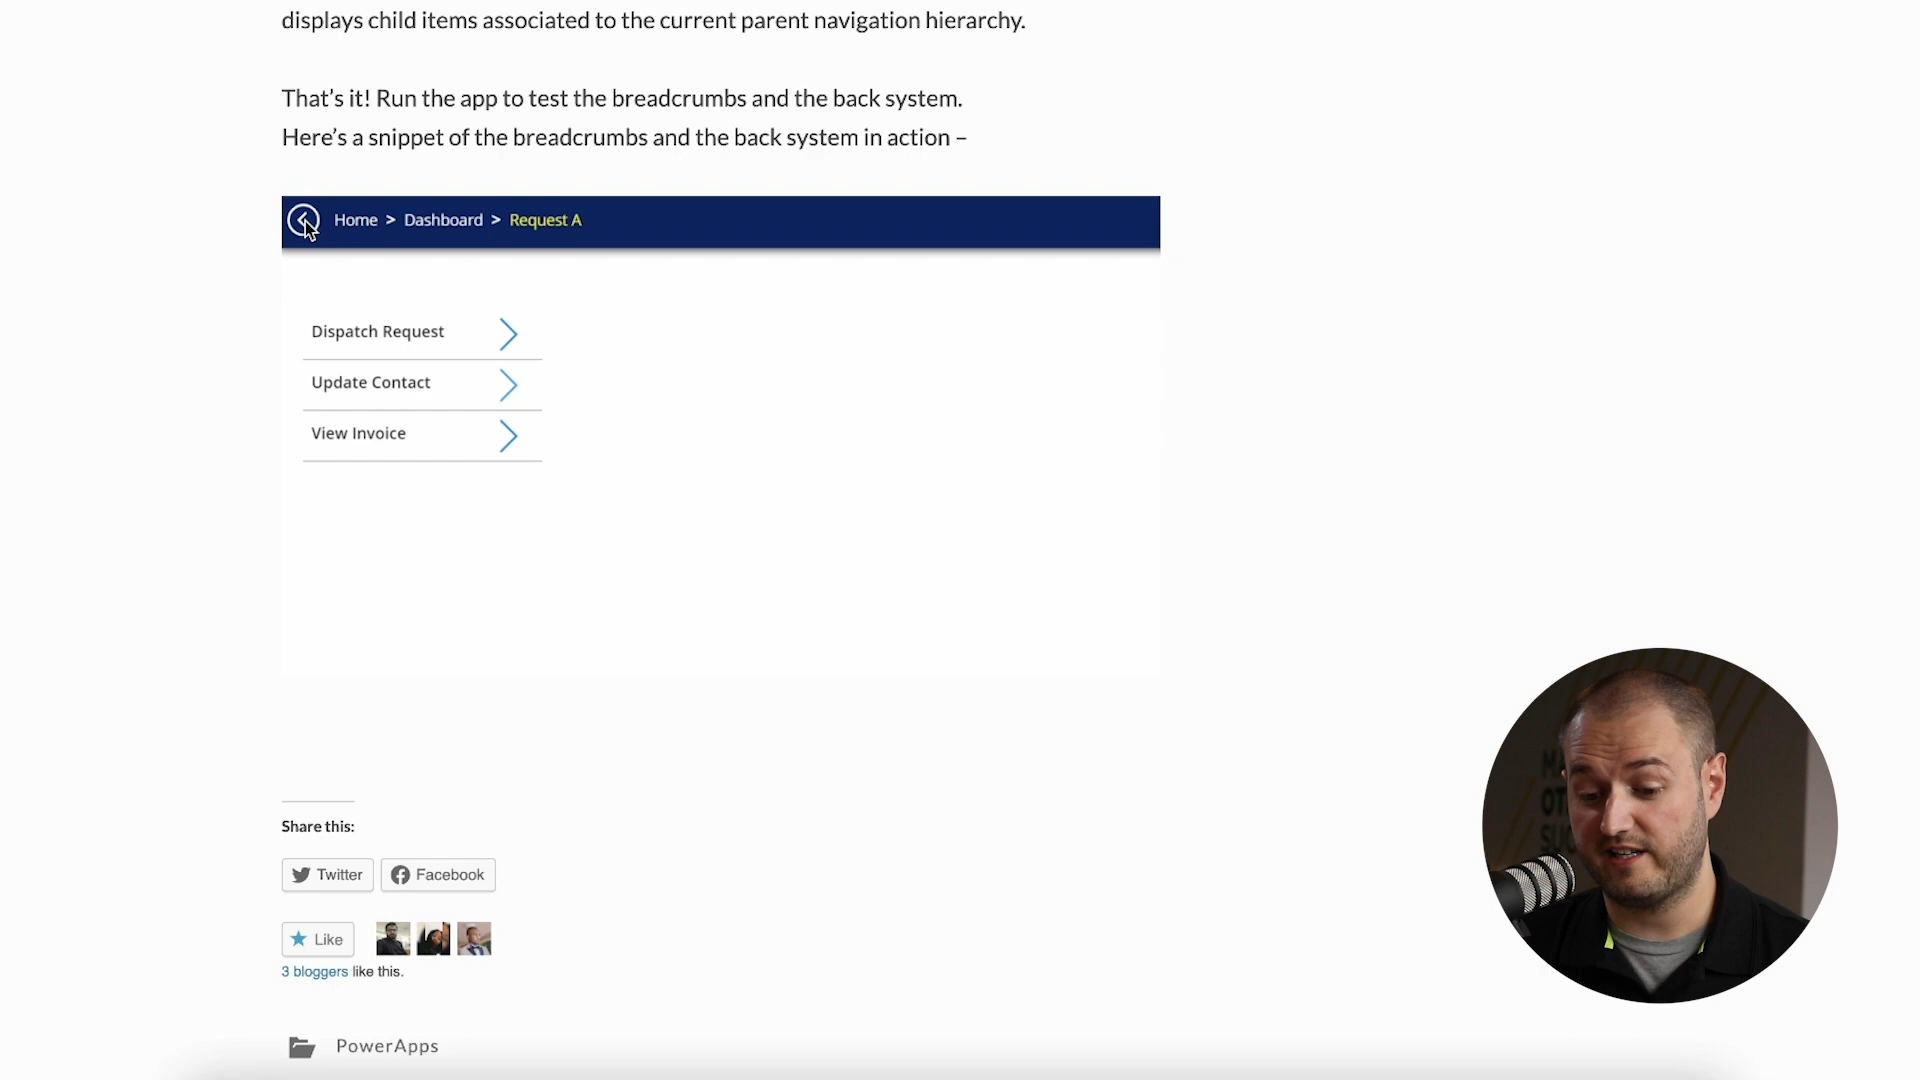 displays child items associated to the current parent navigation hierarchy.
That’s it! Run the app to test the breadcrumbs and the back system.
Here’s a snippet of the breadcrumbs and the back system in action –
Home > Dashboard > Request A
Dispatch Request
Update Contact
View Invoice
Share this:
Twitter Facebook
Like
3 bloggers like this.
PowerApps